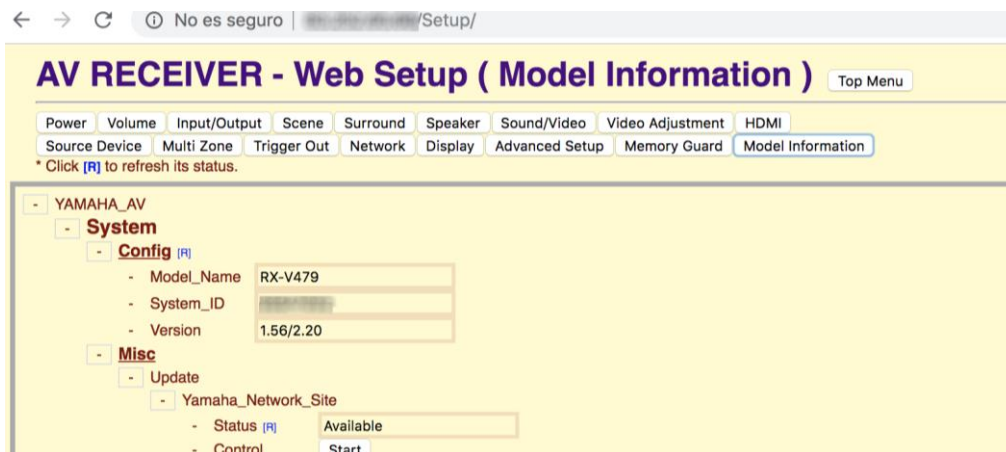 No es seguro | /Setup/
AV RECEIVER - Web Setup ( Model Information ) Top Menu
Power Volume Input/Output Scene Surround Speaker Sound/Video Video Adjustment HDMI
Source Device Multi Zone Trigger Out Network Display Advanced Setup Memory Guard Model Information
* Click [R] to refresh its status.
- YAMAHA_AV
- System
- Config [R]
- Model_Name RX-V479
- System_ID
- Version 1.56/2.20
- Misc
- Update
- Yamaha_Network_Site
- Status [R] Available
- Control Start